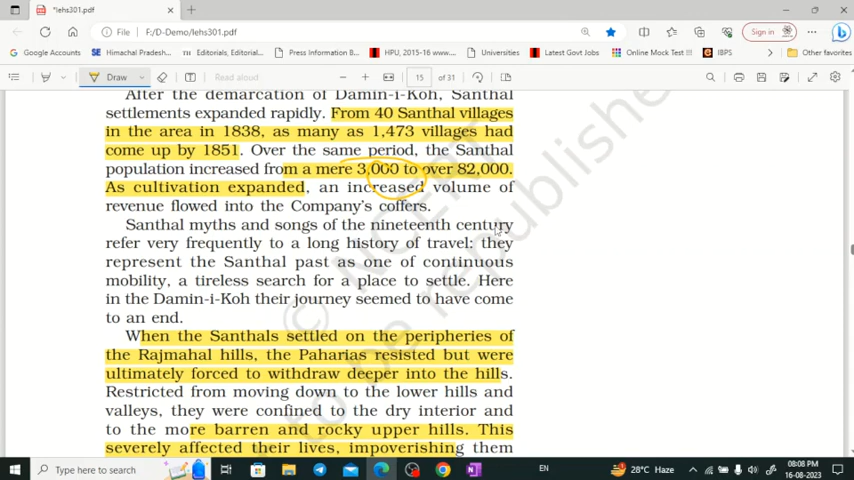 *lehs301.pdf
File F:/D-Demo/lehs301.pdf
Sign in
Google Accounts Himachal Pradesh... Editorials, Editorial... Press Information B... HPU, 2015-16 www.... Universities Latest Govt Jobs Online Mock Test !!! IBPS Other favorites
Draw Read aloud 15 of 31
After the demarcation of Damin-i-Koh, Santhal
settlements expanded rapidly. From 40 Santhal villages
in the area in 1838, as many as 1,473 villages had
come up by 1851. Over the same period, the Santhal
population increased from a mere 3,000 to over 82,000.
As cultivation expanded, an increased volume of
revenue flowed into the Company's coffers.
Santhal myths and songs of the nineteenth century
refer very frequently to a long history of travel: they
represent the Santhal past as one of continuous
mobility, a tireless search for a place to settle. Here
in the Damin-i-Koh their journey seemed to have come
to an end.
When the Santhals settled on the peripheries of
the Rajmahal hills, the Paharias resisted but were
ultimately forced to withdraw deeper into the hills.
Restricted from moving down to the lower hills and
valleys, they were confined to the dry interior and
to the more barren and rocky upper hills. This
severely affected their lives, impoverishing them
© NCERT
be republished
Type here to search 28°C Haze EN 08:08 PM
16-08-2023